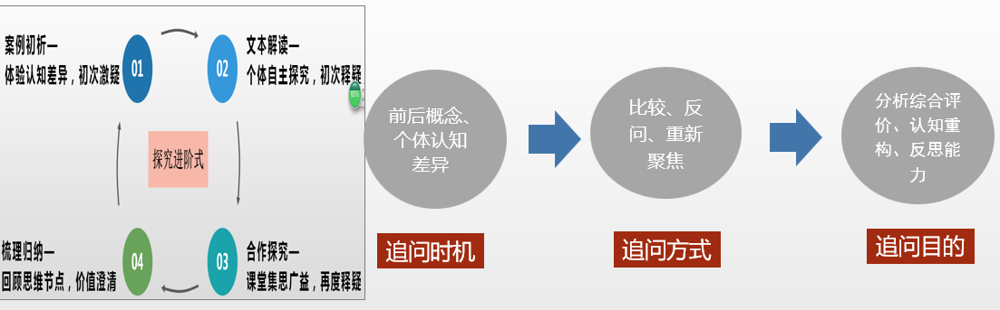 案例初析—
体验认知差异，初次激疑
01
02
文本解读—
个体自主探究，初次释疑
探究进阶式
梳理归纳—
回顾思维节点，价值澄清
04
03
合作探究—
课堂集思广益，再度释疑
前后概念、
个体认知
差异
追问时机
比较、反
问、重新
聚焦
追问方式
分析综合评
价、认知重
构、反思能
力
追问目的